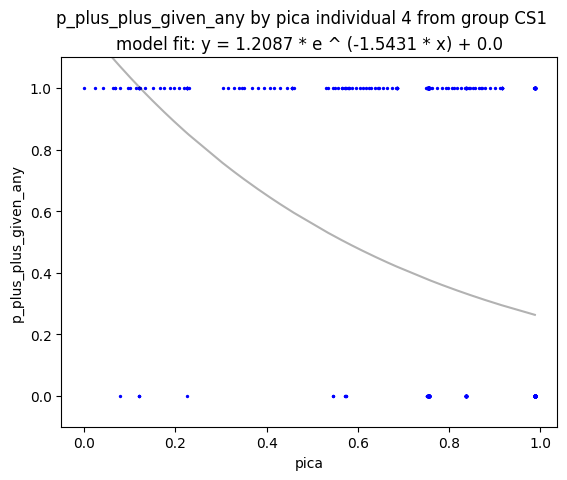 p_plus_plus_given_any by pica individual 4 from group CS1
model fit: y = 1.2087 * e ^ (-1.5431 * x) + 0.0
p_plus_plus_given_any
1.0
0.8
0.6
0.4
0.2
0.0
0.0 0.2 0.4 0.6 0.8 1.0
pica